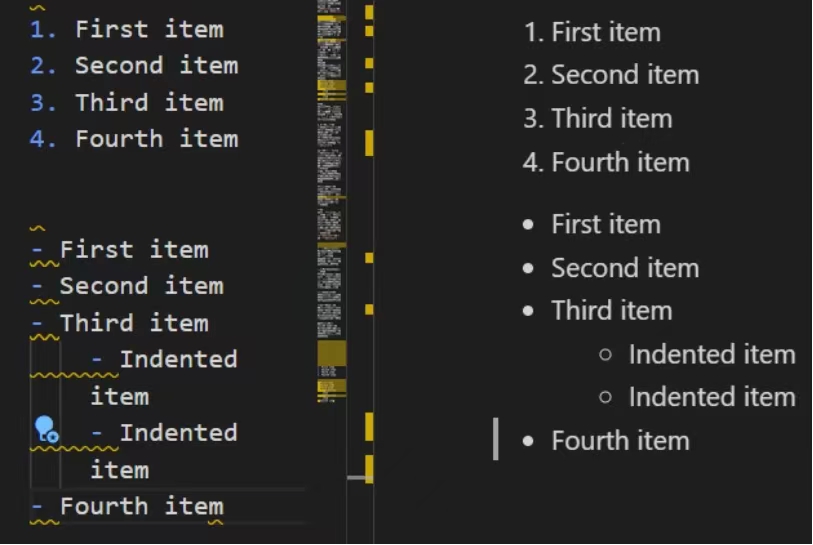 1. First item
2. Second item
3. Third item
4. Fourth item
- First item
- Second item
- Third item
- Indented
item
- Indented
item
- Fourth item
1. First item
2. Second item
3. Third item
4. Fourth item
• First item
• Second item
• Third item
○ Indented item
○ Indented item
• Fourth item